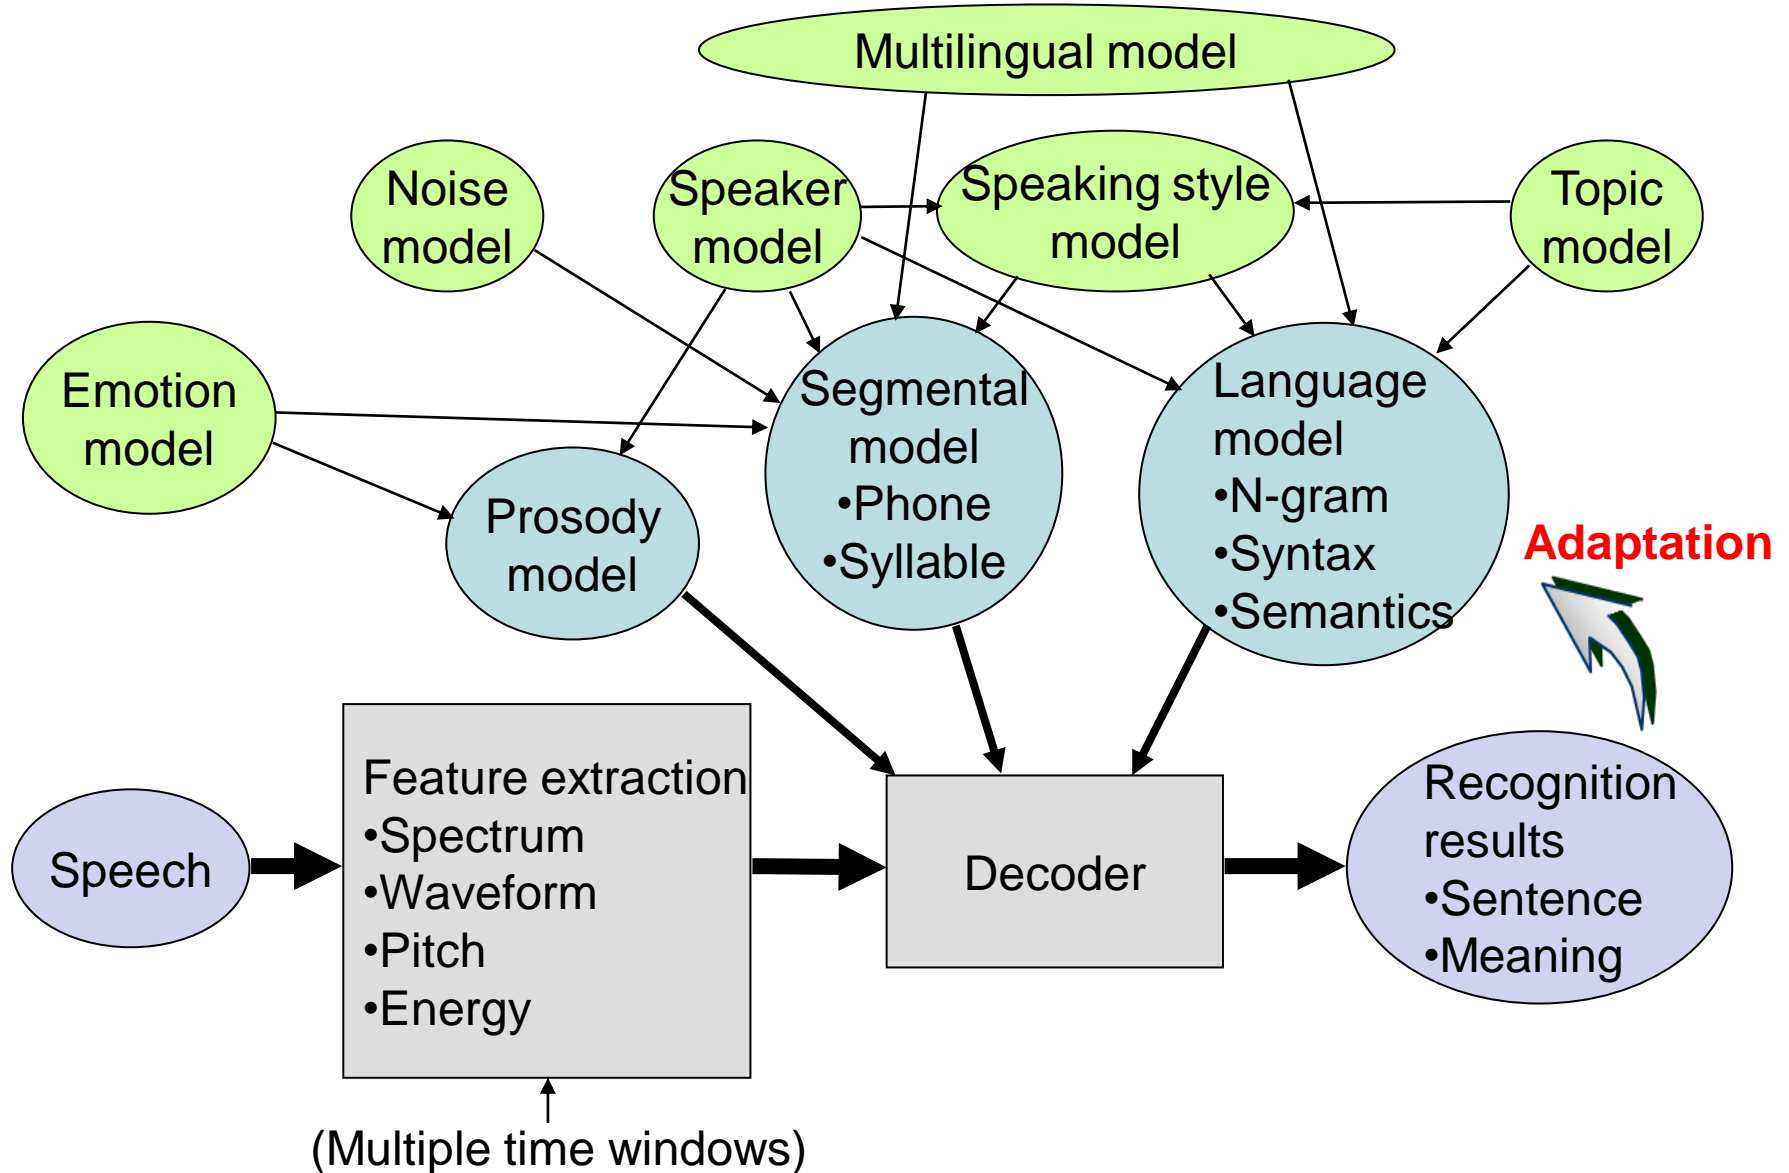 Multilingual model
Noise
model
Speaker
model
Speaking style
model
Topic
model
Emotion
model
Prosody
model
Segmental
model
•Phone
•Syllable
Language
model
•N-gram
•Syntax
•Semantics
Adaptation
Speech
Feature extraction
•Spectrum
•Waveform
•Pitch
•Energy
Decoder
Recognition
results
•Sentence
•Meaning
(Multiple time windows)